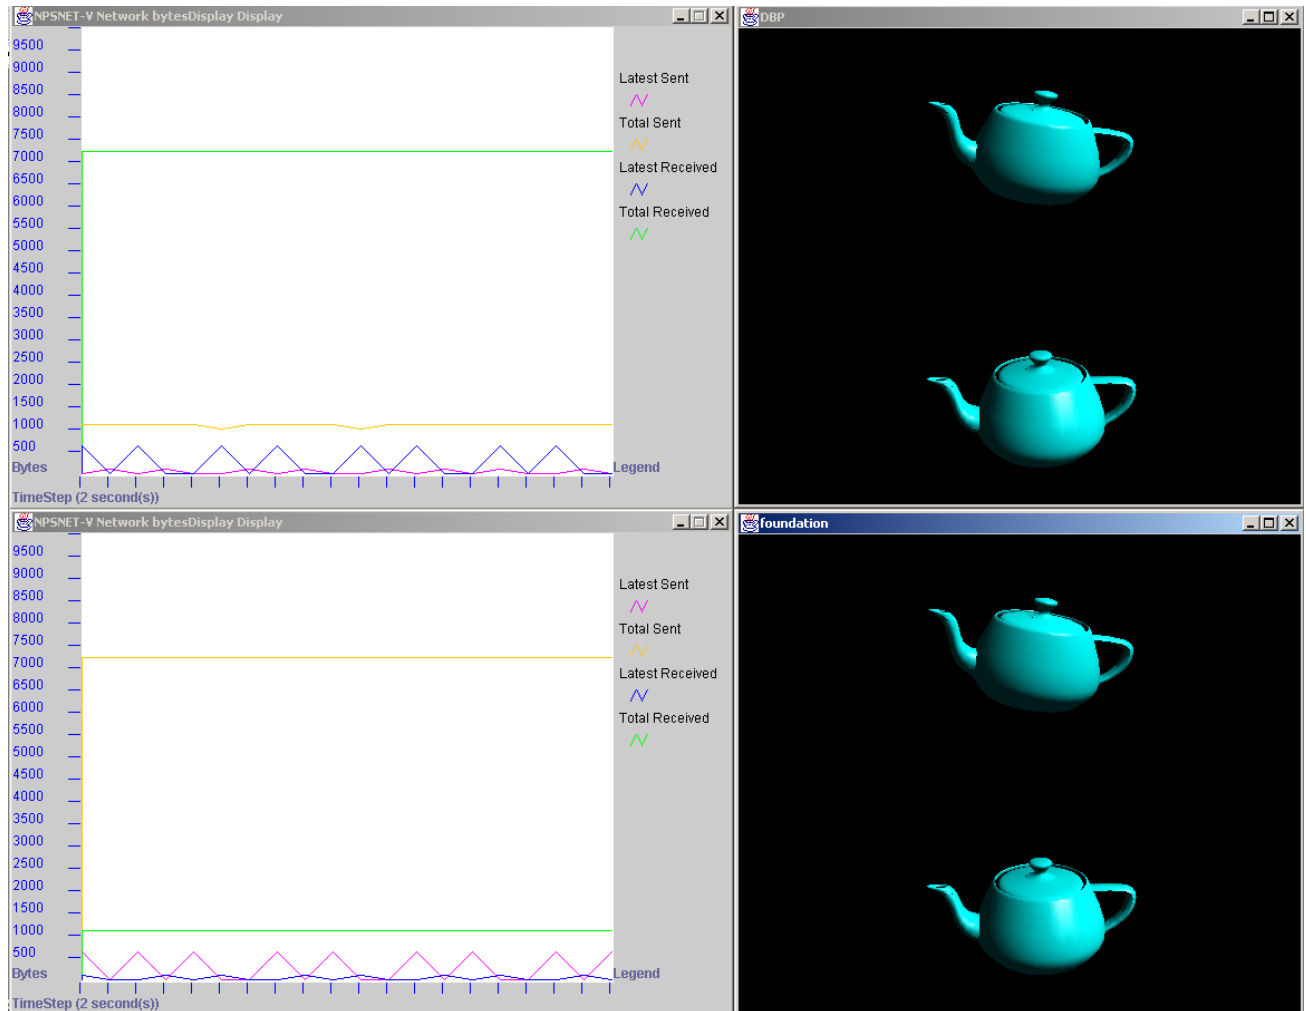 NPSNET-V Network bytesDisplay Display
9500
9000
8500
8000
7500
7000
6500
6000
5500
5000
4500
4000
3500
3000
2500
2000
1500
1000
500
Bytes
TimeStep (2 second(s))
Latest Sent
Total Sent
Latest Received
Total Received
Legend
DBP
NPSNET-V Network bytesDisplay Display
9500
9000
8500
8000
7500
7000
6500
6000
5500
5000
4500
4000
3500
3000
2500
2000
1500
1000
500
Bytes
TimeStep (2 second(s))
Latest Sent
Total Sent
Latest Received
Total Received
Legend
foundation